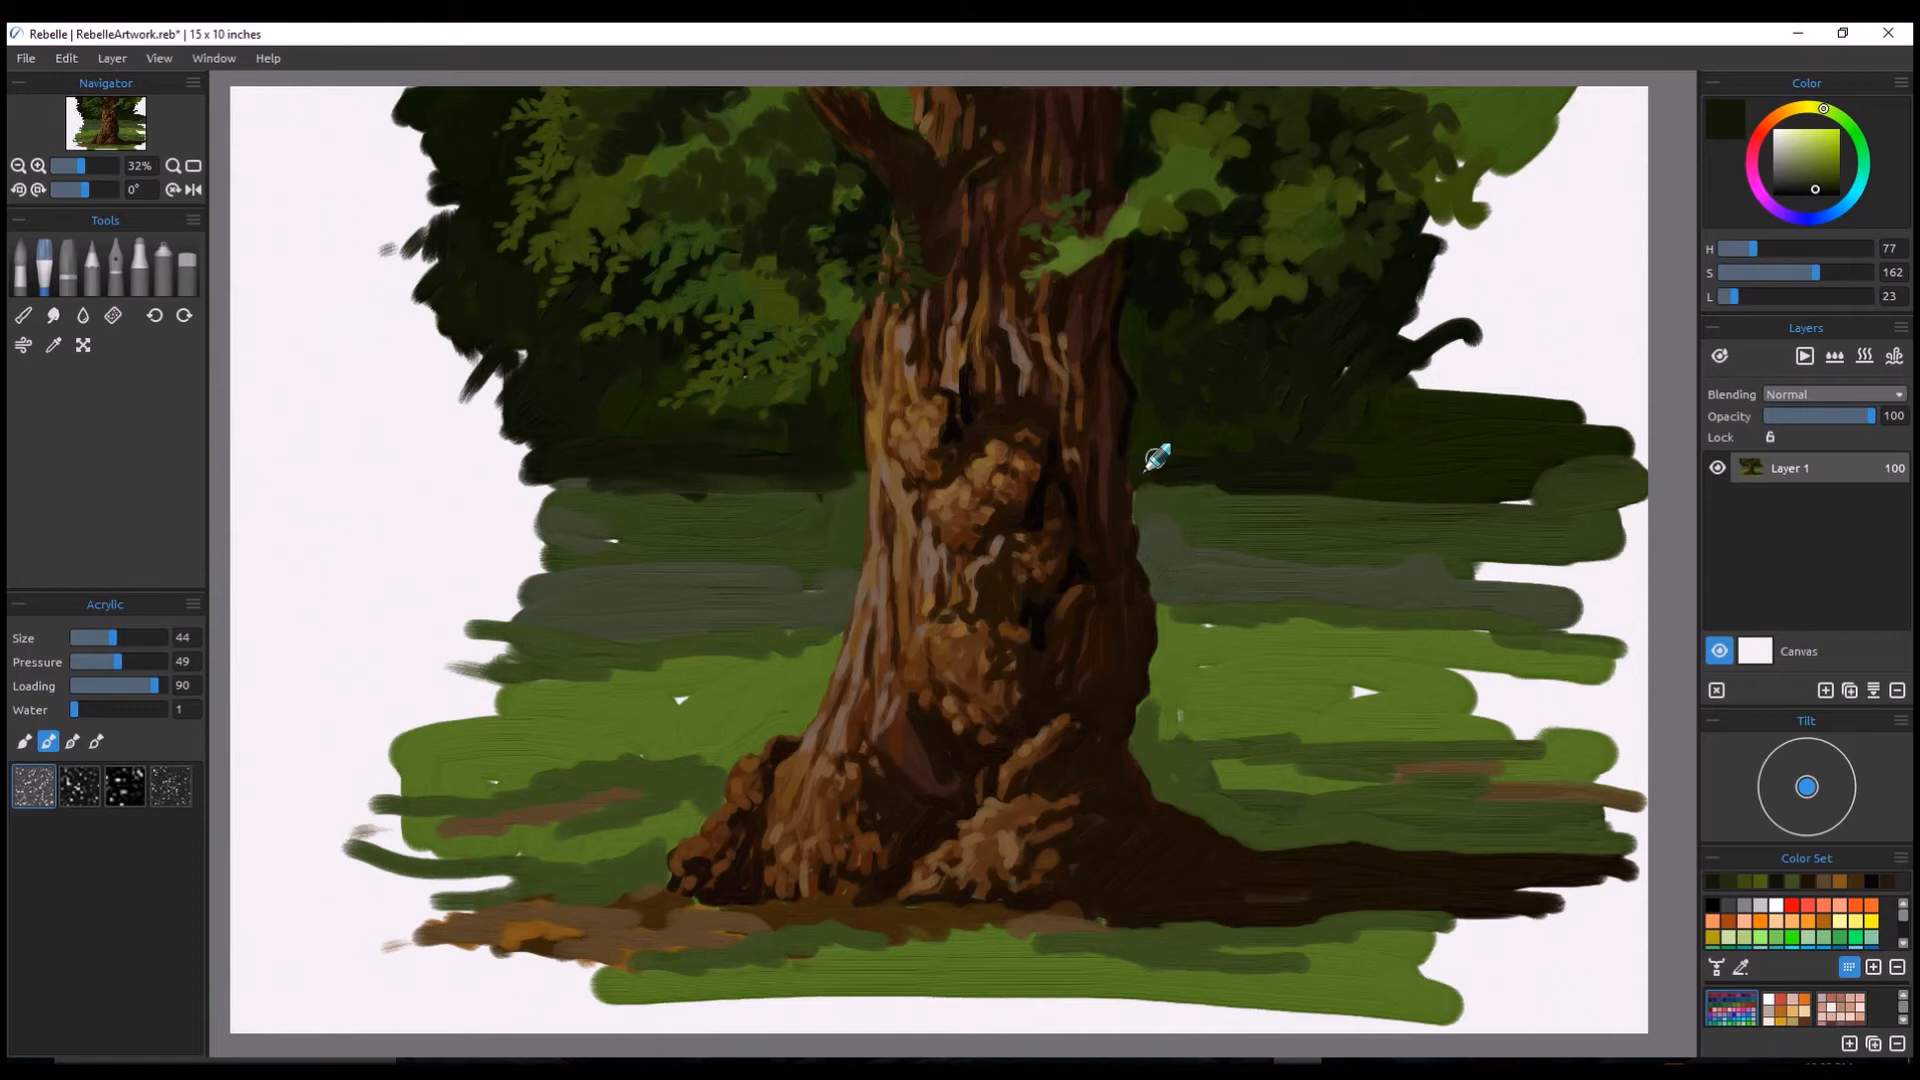 Rebelle | RebelleArtwork.reb* | 15 x 10 inches
File Edit Layer View Window Help
Navigator
32%
0°
Tools
Acrylic
Size 44
Pressure 49
Loading 90
Water 1
Color
H 77
S 162
L 23
Layers
Blending Normal
Opacity 100
Lock
Layer 1 100
Canvas
Tilt
Color Set